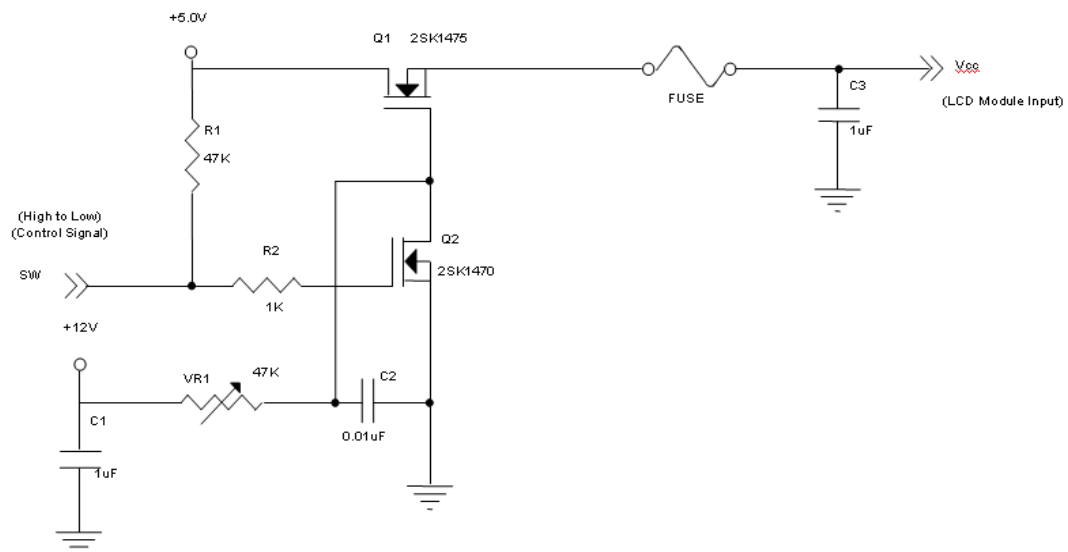 +5.0V
Q1 2SK1475
FUSE
Vcc
(LCD Module Input)
C3
1uF
R1
47K
(High to Low)
(Control Signal)
SW
R2
1K
Q2
2SK1470
+12V
VR1
47K
C2
0.01uF
C1
1uF